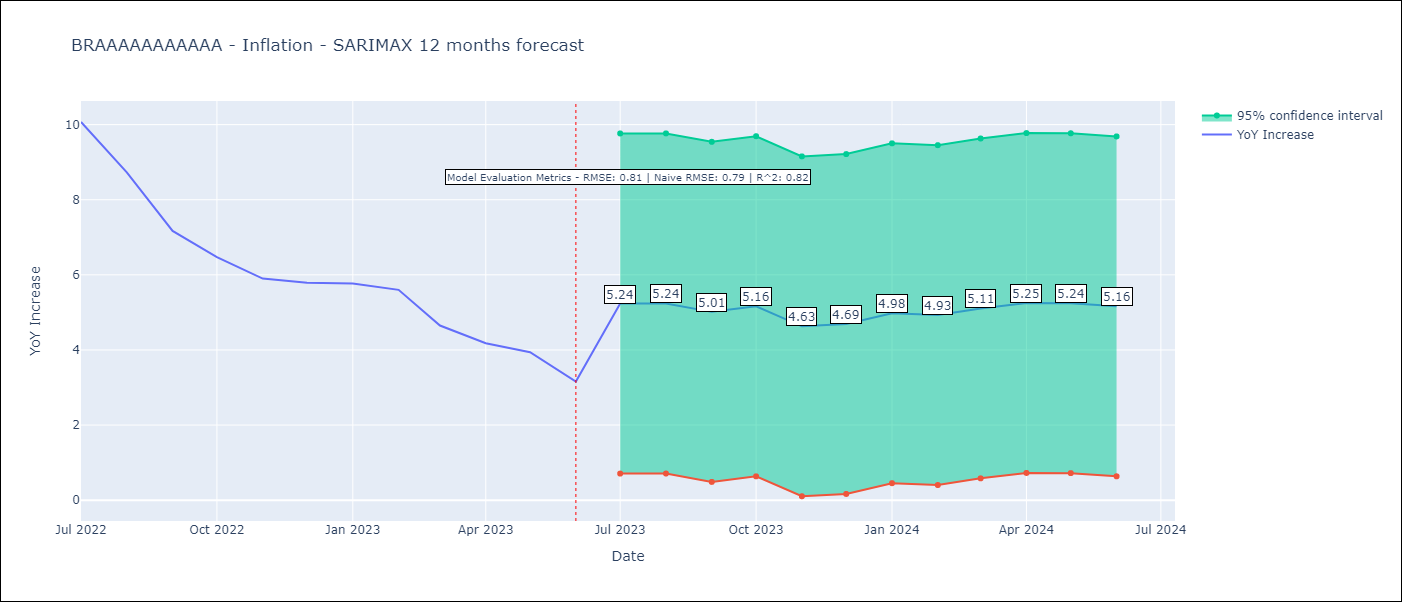 BRAAAAAAAAAAA - Inflation - SARIMAX 12 months forecast
95% confidence interval
YoY Increase
Model Evaluation Metrics - RMSE: 0.81 | Naive RMSE: 0.79 | R^2: 0.82
YoY Increase
10
8
6
4
2
0
5.24
5.24
5.01
5.16
4.63
4.69
4.98
4.93
5.11
5.25
5.24
5.16
Jul 2022
Oct 2022
Jan 2023
Apr 2023
Jul 2023
Oct 2023
Jan 2024
Apr 2024
Jul 2024
Date